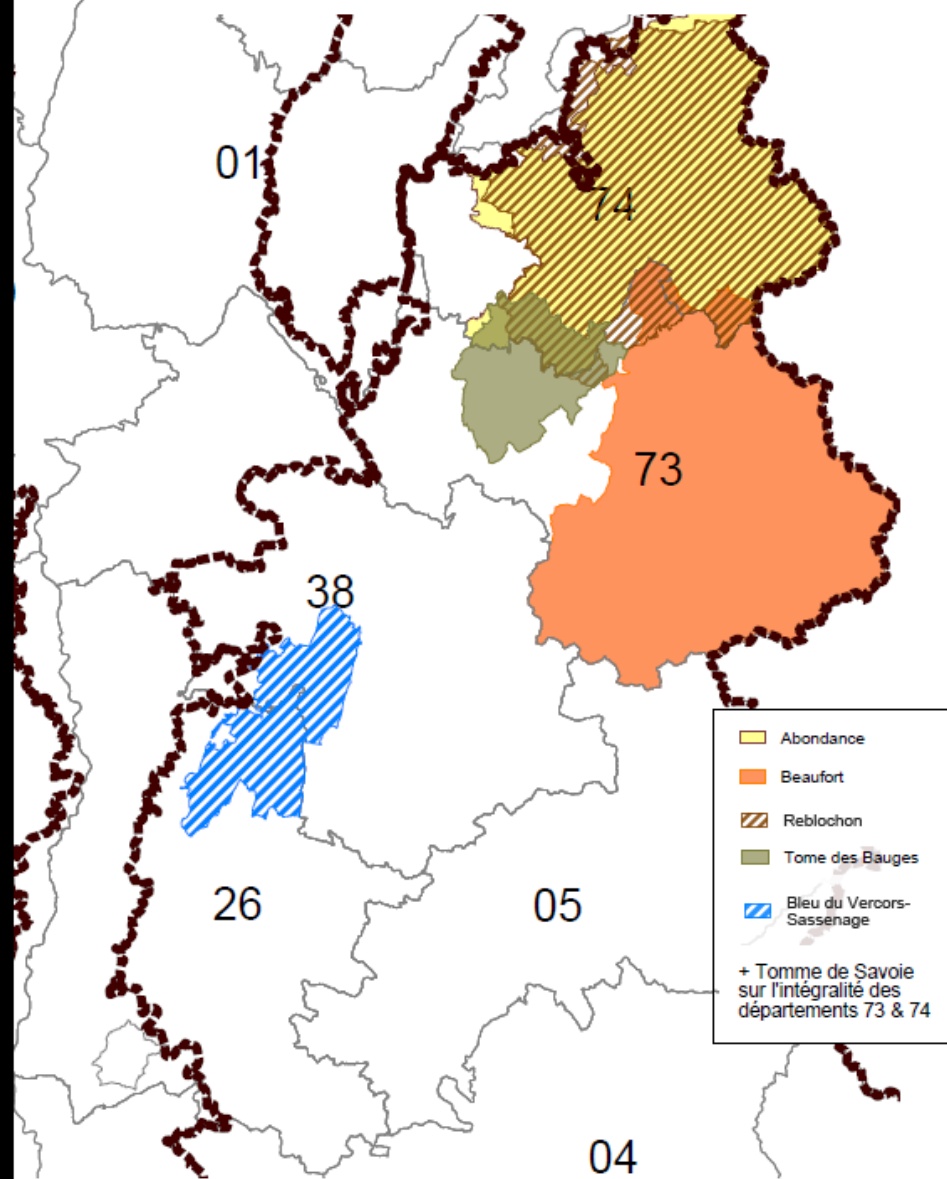 01
74
73
38
26
05
04
Abondance
Beaufort
Reblochon
Tome des Bauges
Bleu du Vercors-
Sassenage
+ Tomme de Savoie
sur l'intégralité des
départements 73 & 74